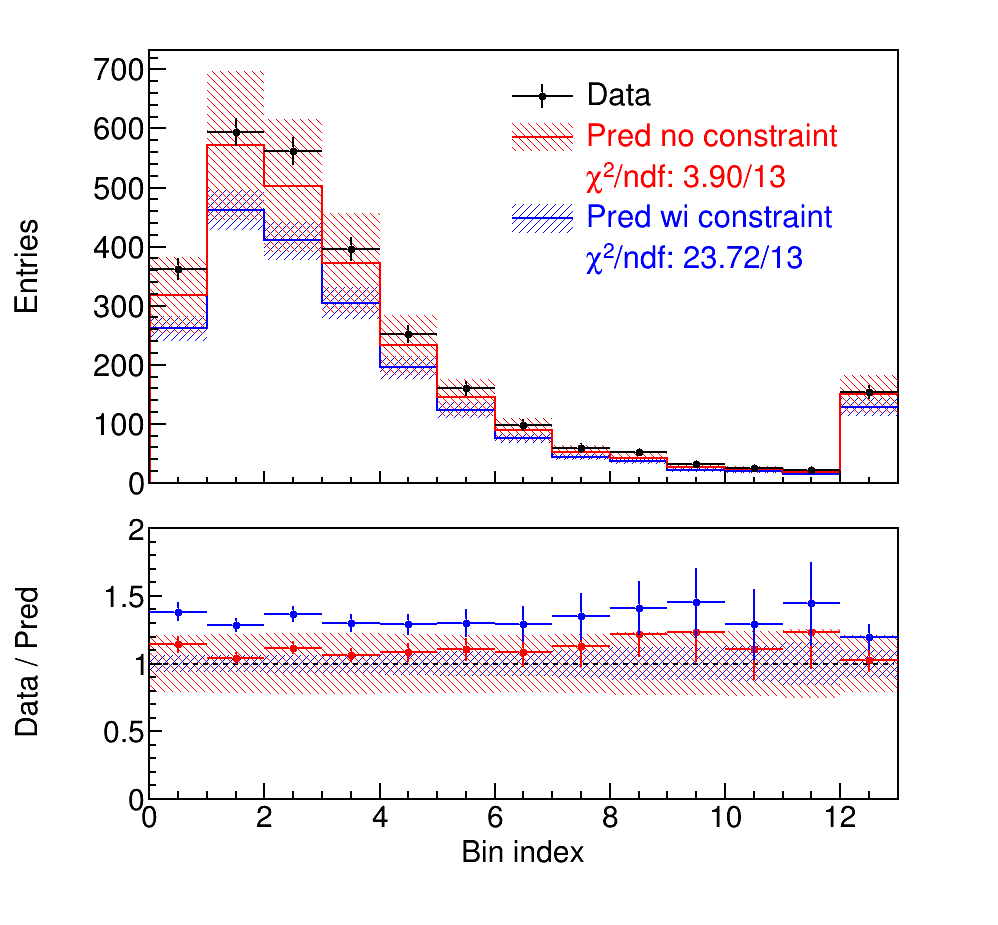 700
600
500
400
300
200
100
0
Entries
Data
Pred no constraint
χ²/ndf: 3.90/13
Pred wi constraint
χ²/ndf: 23.72/13
2
1.5
1
0.5
0
Data / Pred
0 2 4 6 8 10 12
Bin index